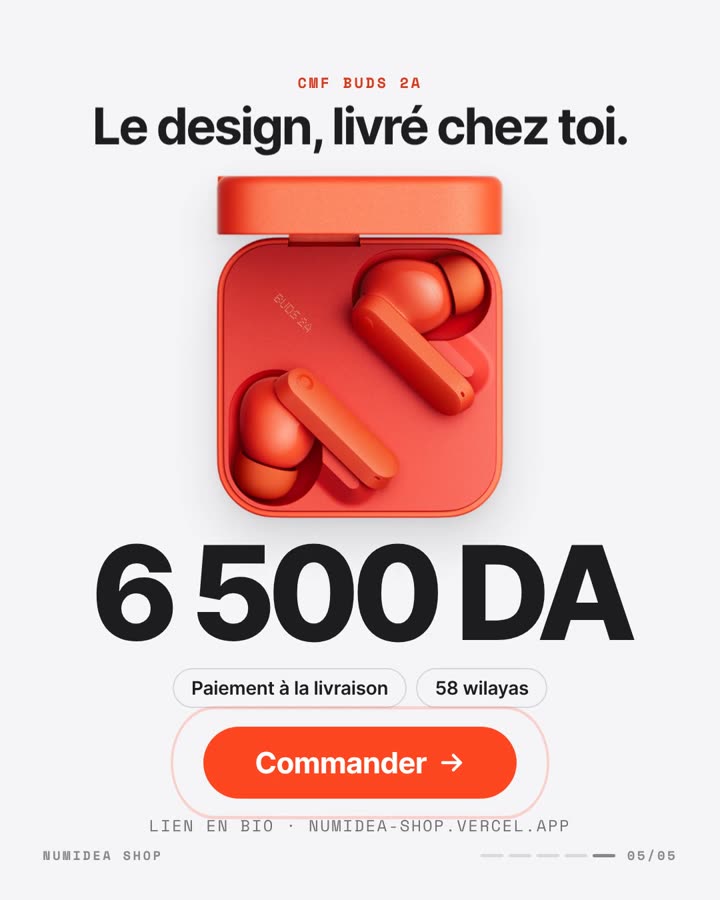 CMF BUDS 2A
Le design, livré chez toi.
BUDS 2A
6 500 DA
Paiement à la livraison
58 wilayas
Commander →
LIEN EN BIO · NUMIDEA-SHOP.VERCEL.APP
NUMIDEA SHOP
05/05